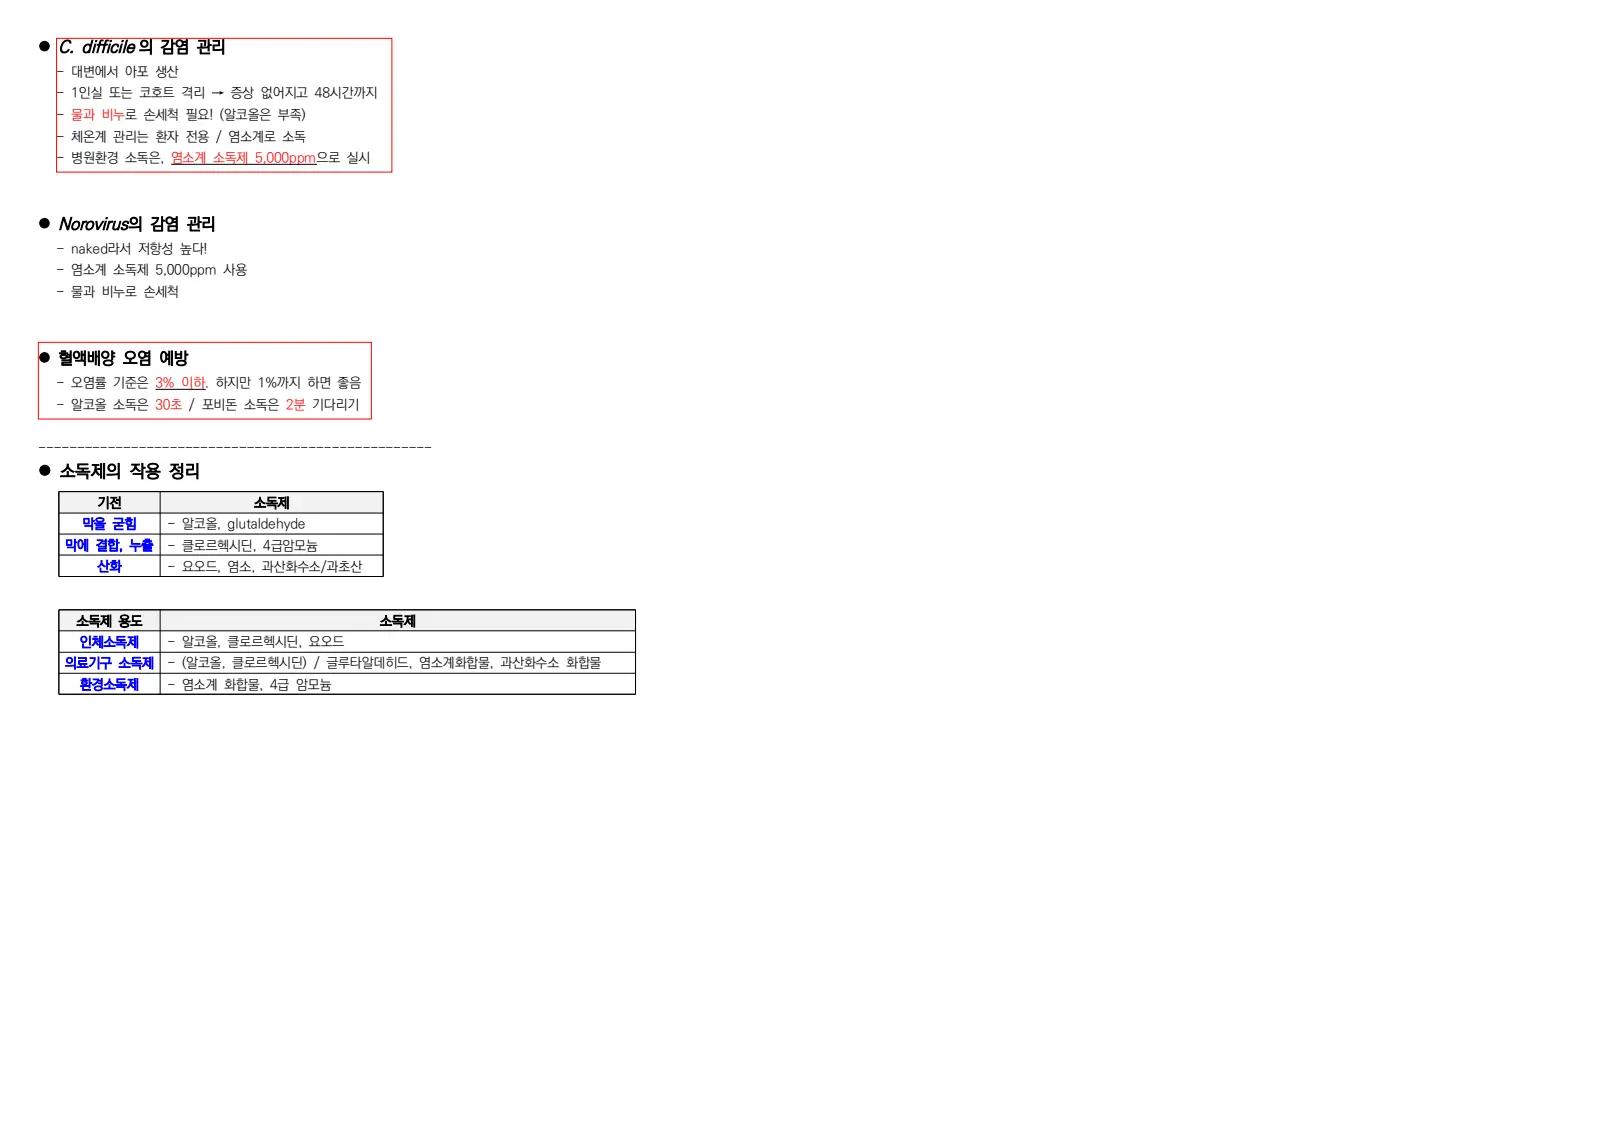 ● C. difficile의 감염 관리
- 대변에서 아포 생산
- 1인실 또는 코호트 격리 → 증상 없어지고 48시간까지
- 물과 비누로 손세척 필요! (알코올은 부족)
- 체온계 관리는 환자 전용 / 염소계로 소독
- 병원환경 소독은, 염소계 소독제 5,000ppm으로 실시
● Norovirus의 감염 관리
- naked라서 저항성 높다!
- 염소계 소독제 5,000ppm 사용
- 물과 비누로 손세척
● 혈액배양 오염 예방
- 오염률 기준은 3% 이하. 하지만 1%까지 하면 좋음
- 알코올 소독은 30초 / 포비돈 소독은 2분 기다리기
---------------------------------------------------
● 소독제의 작용 정리
기전 소독제
막을 굳힘 - 알코올, glutaldehyde
막에 결합, 누출 - 클로르헥시딘, 4급암모늄
산화 - 요오드, 염소, 과산화수소/과초산
소독제 용도 소독제
인체소독제 - 알코올, 클로르헥시딘, 요오드
의료기구 소독제 - (알코올, 클로르헥시딘) / 글루타알데히드, 염소계화합물, 과산화수소 화합물
환경소독제 - 염소계 화합물, 4급 암모늄